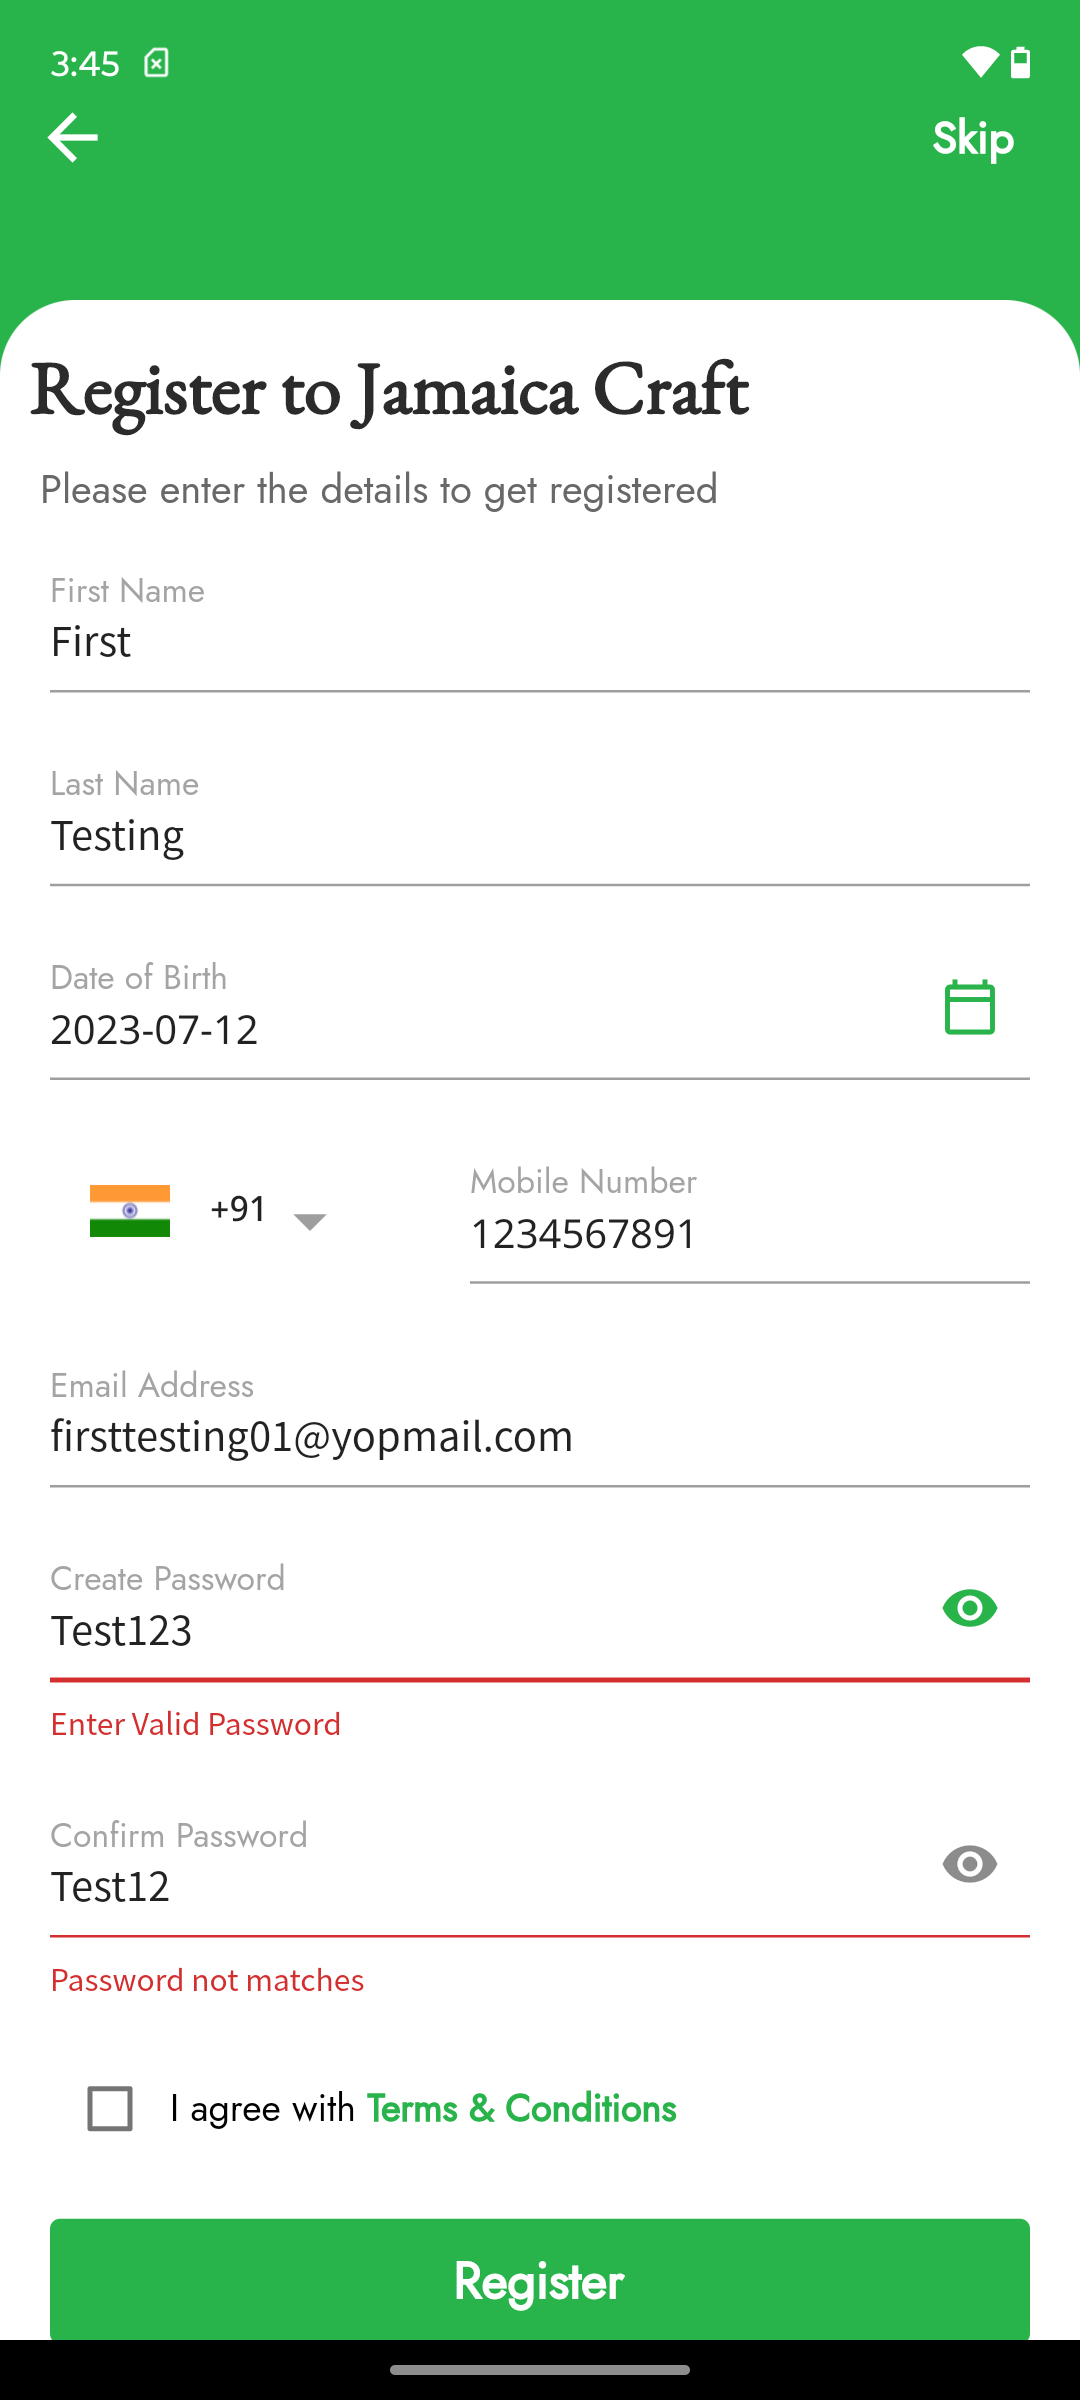 3:45
Skip
Register to Jamaica Craft
Please enter the details to get registered
First Name
First
Last Name
Testing
Date of Birth
2023-07-12
+91
Mobile Number
1234567891
Email Address
firsttesting01@yopmail.com
Create Password
Test123
Enter Valid Password
Confirm Password
Test12
Password not matches
I agree with Terms & Conditions
Register